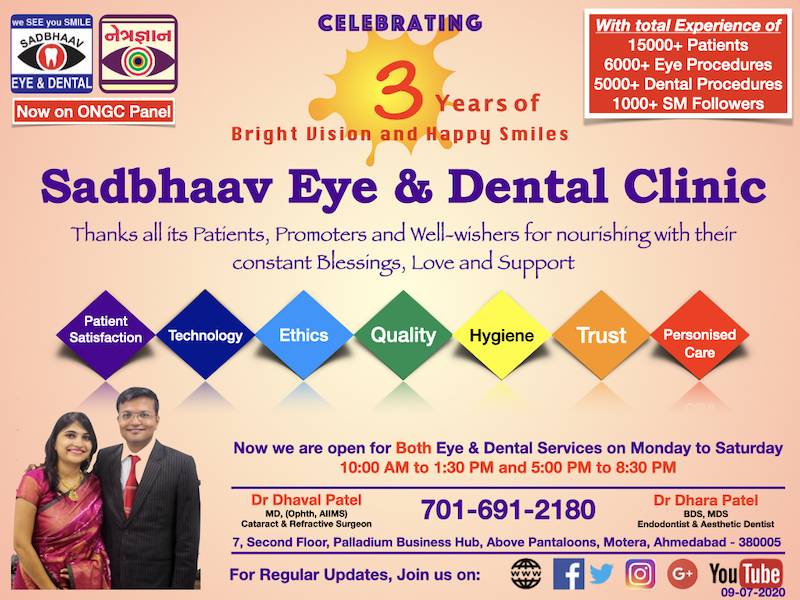 we SEE you SMILE
SADBHAAV
EYE & DENTAL
નેત્રજ્ઞાન
Now on ONGC Panel
CELEBRATING
3 Years of
Bright Vision and Happy Smiles
With total Experience of
15000+ Patients
6000+ Eye Procedures
5000+ Dental Procedures
1000+ SM Followers
Sadbhaav Eye & Dental Clinic
Thanks all its Patients, Promoters and Well-wishers for nourishing with their
constant Blessings, Love and Support
Patient
Satisfaction
Technology
Ethics
Quality
Hygiene
Trust
Personised
Care
Now we are open for Both Eye & Dental Services on Monday to Saturday
10:00 AM to 1:30 PM and 5:00 PM to 8:30 PM
Dr Dhaval Patel
MD, (Ophth, AIIMS)
Cataract & Refractive Surgeon
701-691-2180
Dr Dhara Patel
BDS, MDS
Endodontist & Aesthetic Dentist
7, Second Floor, Palladium Business Hub, Above Pantaloons, Motera, Ahmedabad - 380005
For Regular Updates, Join us on:
WWW
f
G+
YouTube
09-07-2020